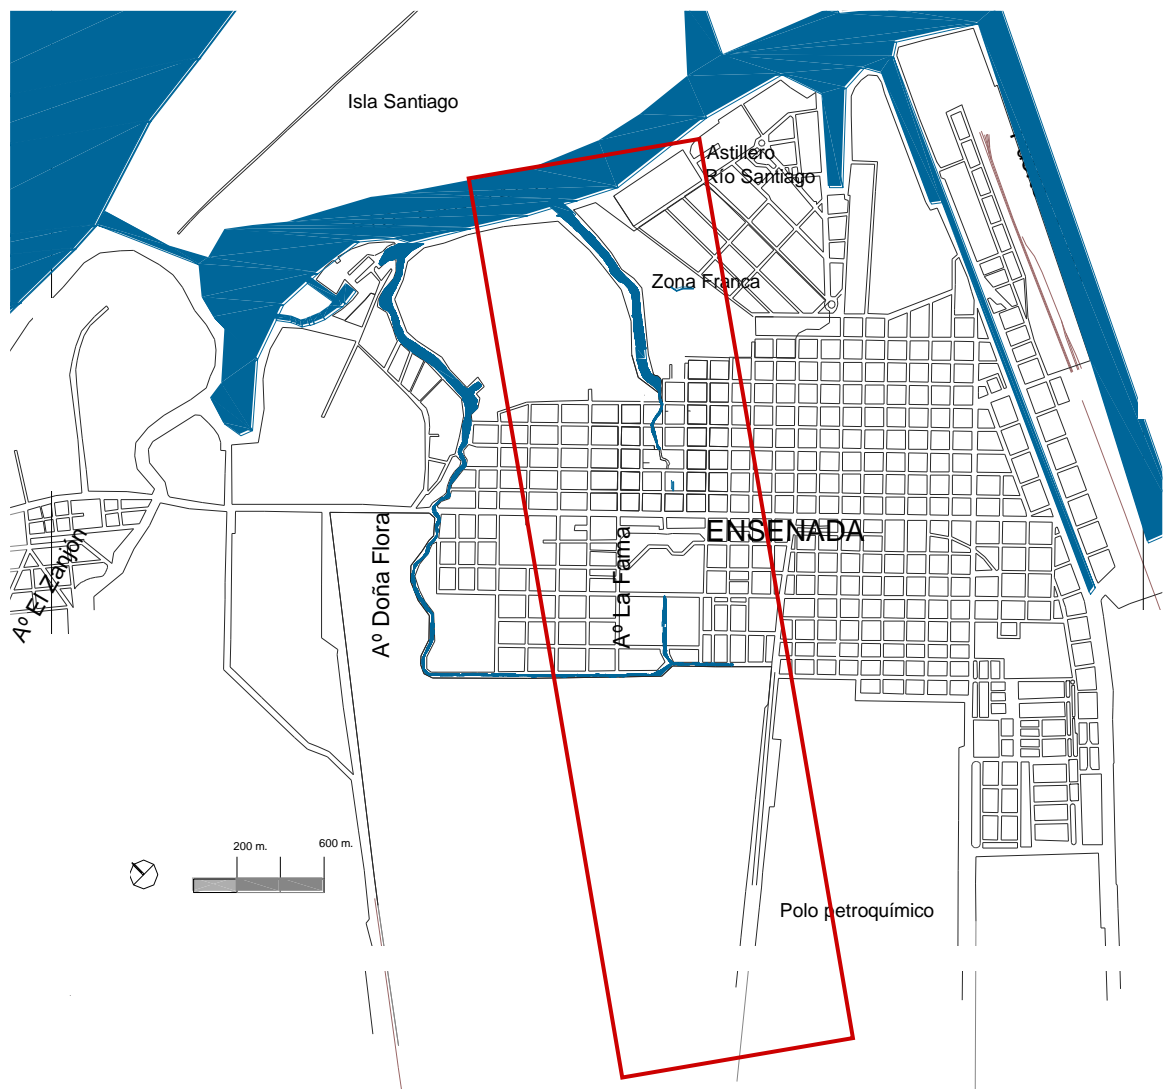 Isla Santiago
Astillero
Río Santiago
Zona Franca
ENSENADA
Aº El Zanjón
Aº Doña Flora
Aº La Fama
200 m.
600 m.
Polo petroquímico